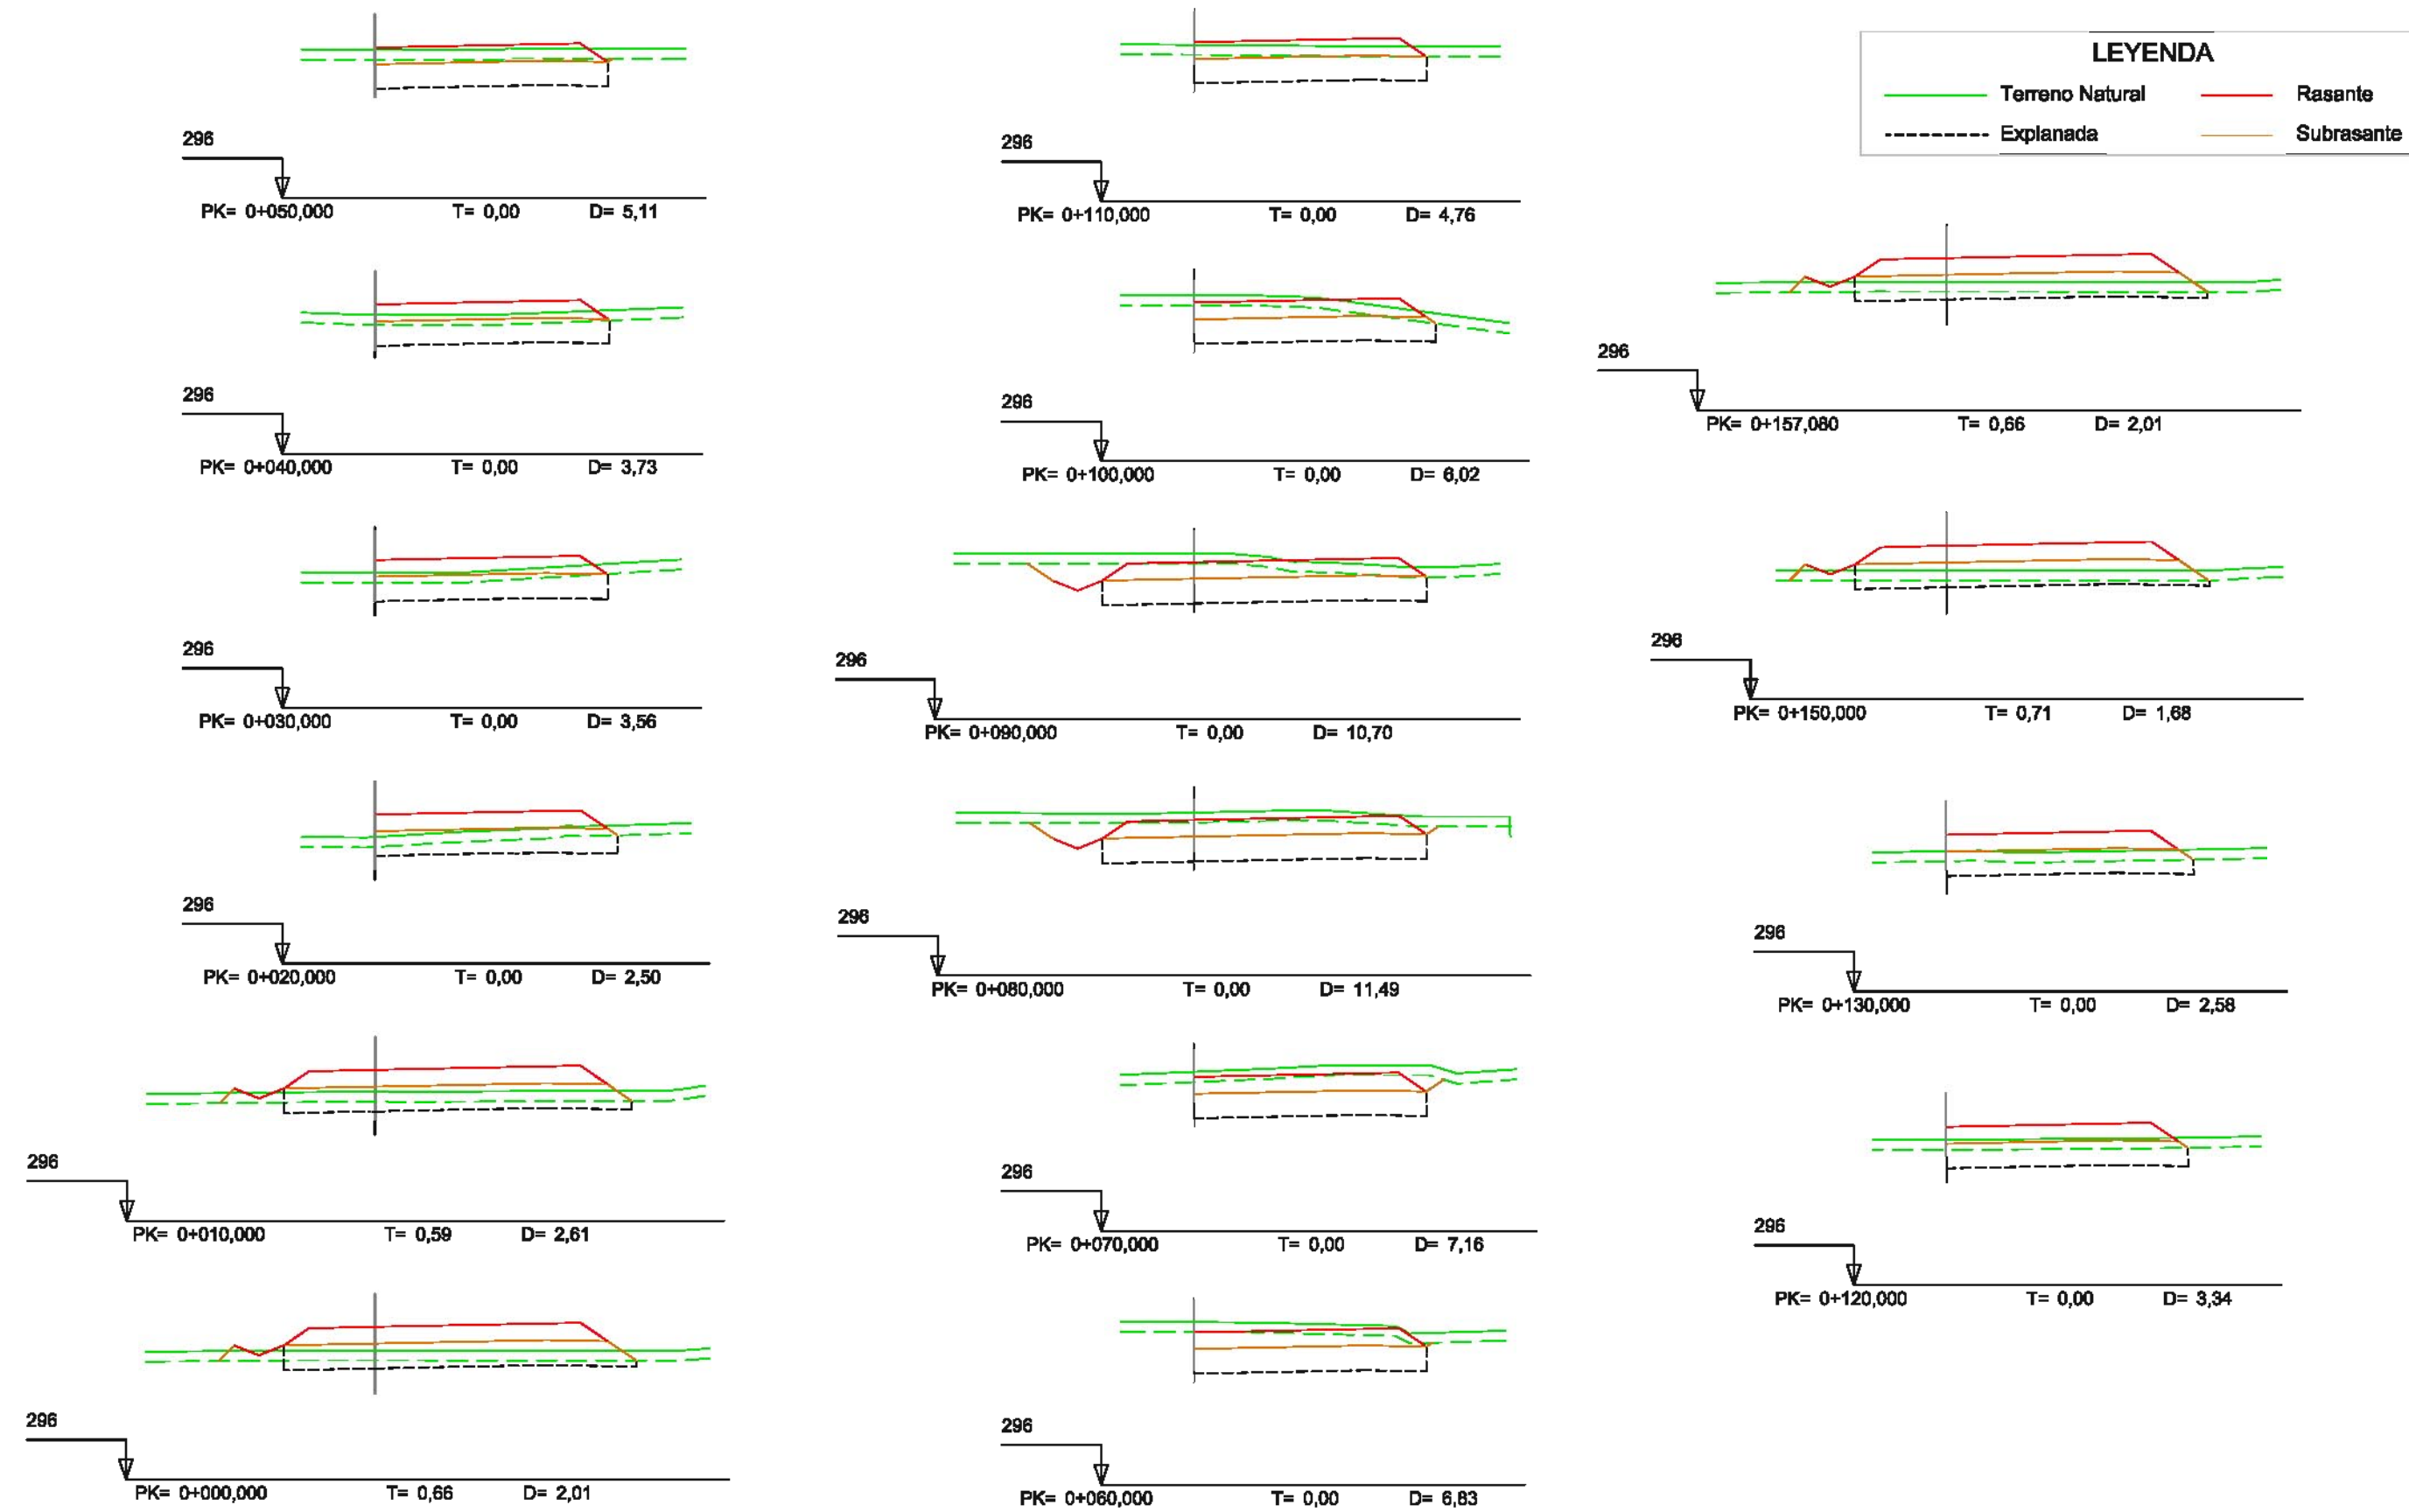 296
PK= 0+050,000 T= 0,00 D= 5,11
296
PK= 0+040,000 T= 0,00 D= 3,73
296
PK= 0+030,000 T= 0,00 D= 3,56
296
PK= 0+020,000 T= 0,00 D= 2,50
296
PK= 0+010,000 T= 0,59 D= 2,61
296
PK= 0+000,000 T= 0,66 D= 2,01
296
PK= 0+110,000 T= 0,00 D= 4,76
296
PK= 0+100,000 T= 0,00 D= 6,02
296
PK= 0+090,000 T= 0,00 D= 10,70
296
PK= 0+080,000 T= 0,00 D= 11,49
296
PK= 0+070,000 T= 0,00 D= 7,16
296
PK= 0+060,000 T= 0,00 D= 6,83
LEYENDA
Terreno Natural Rasante
Explanada Subrasante
296
PK= 0+157,080 T= 0,66 D= 2,01
296
PK= 0+150,000 T= 0,71 D= 1,68
296
PK= 0+130,000 T= 0,00 D= 2,58
296
PK= 0+120,000 T= 0,00 D= 3,34